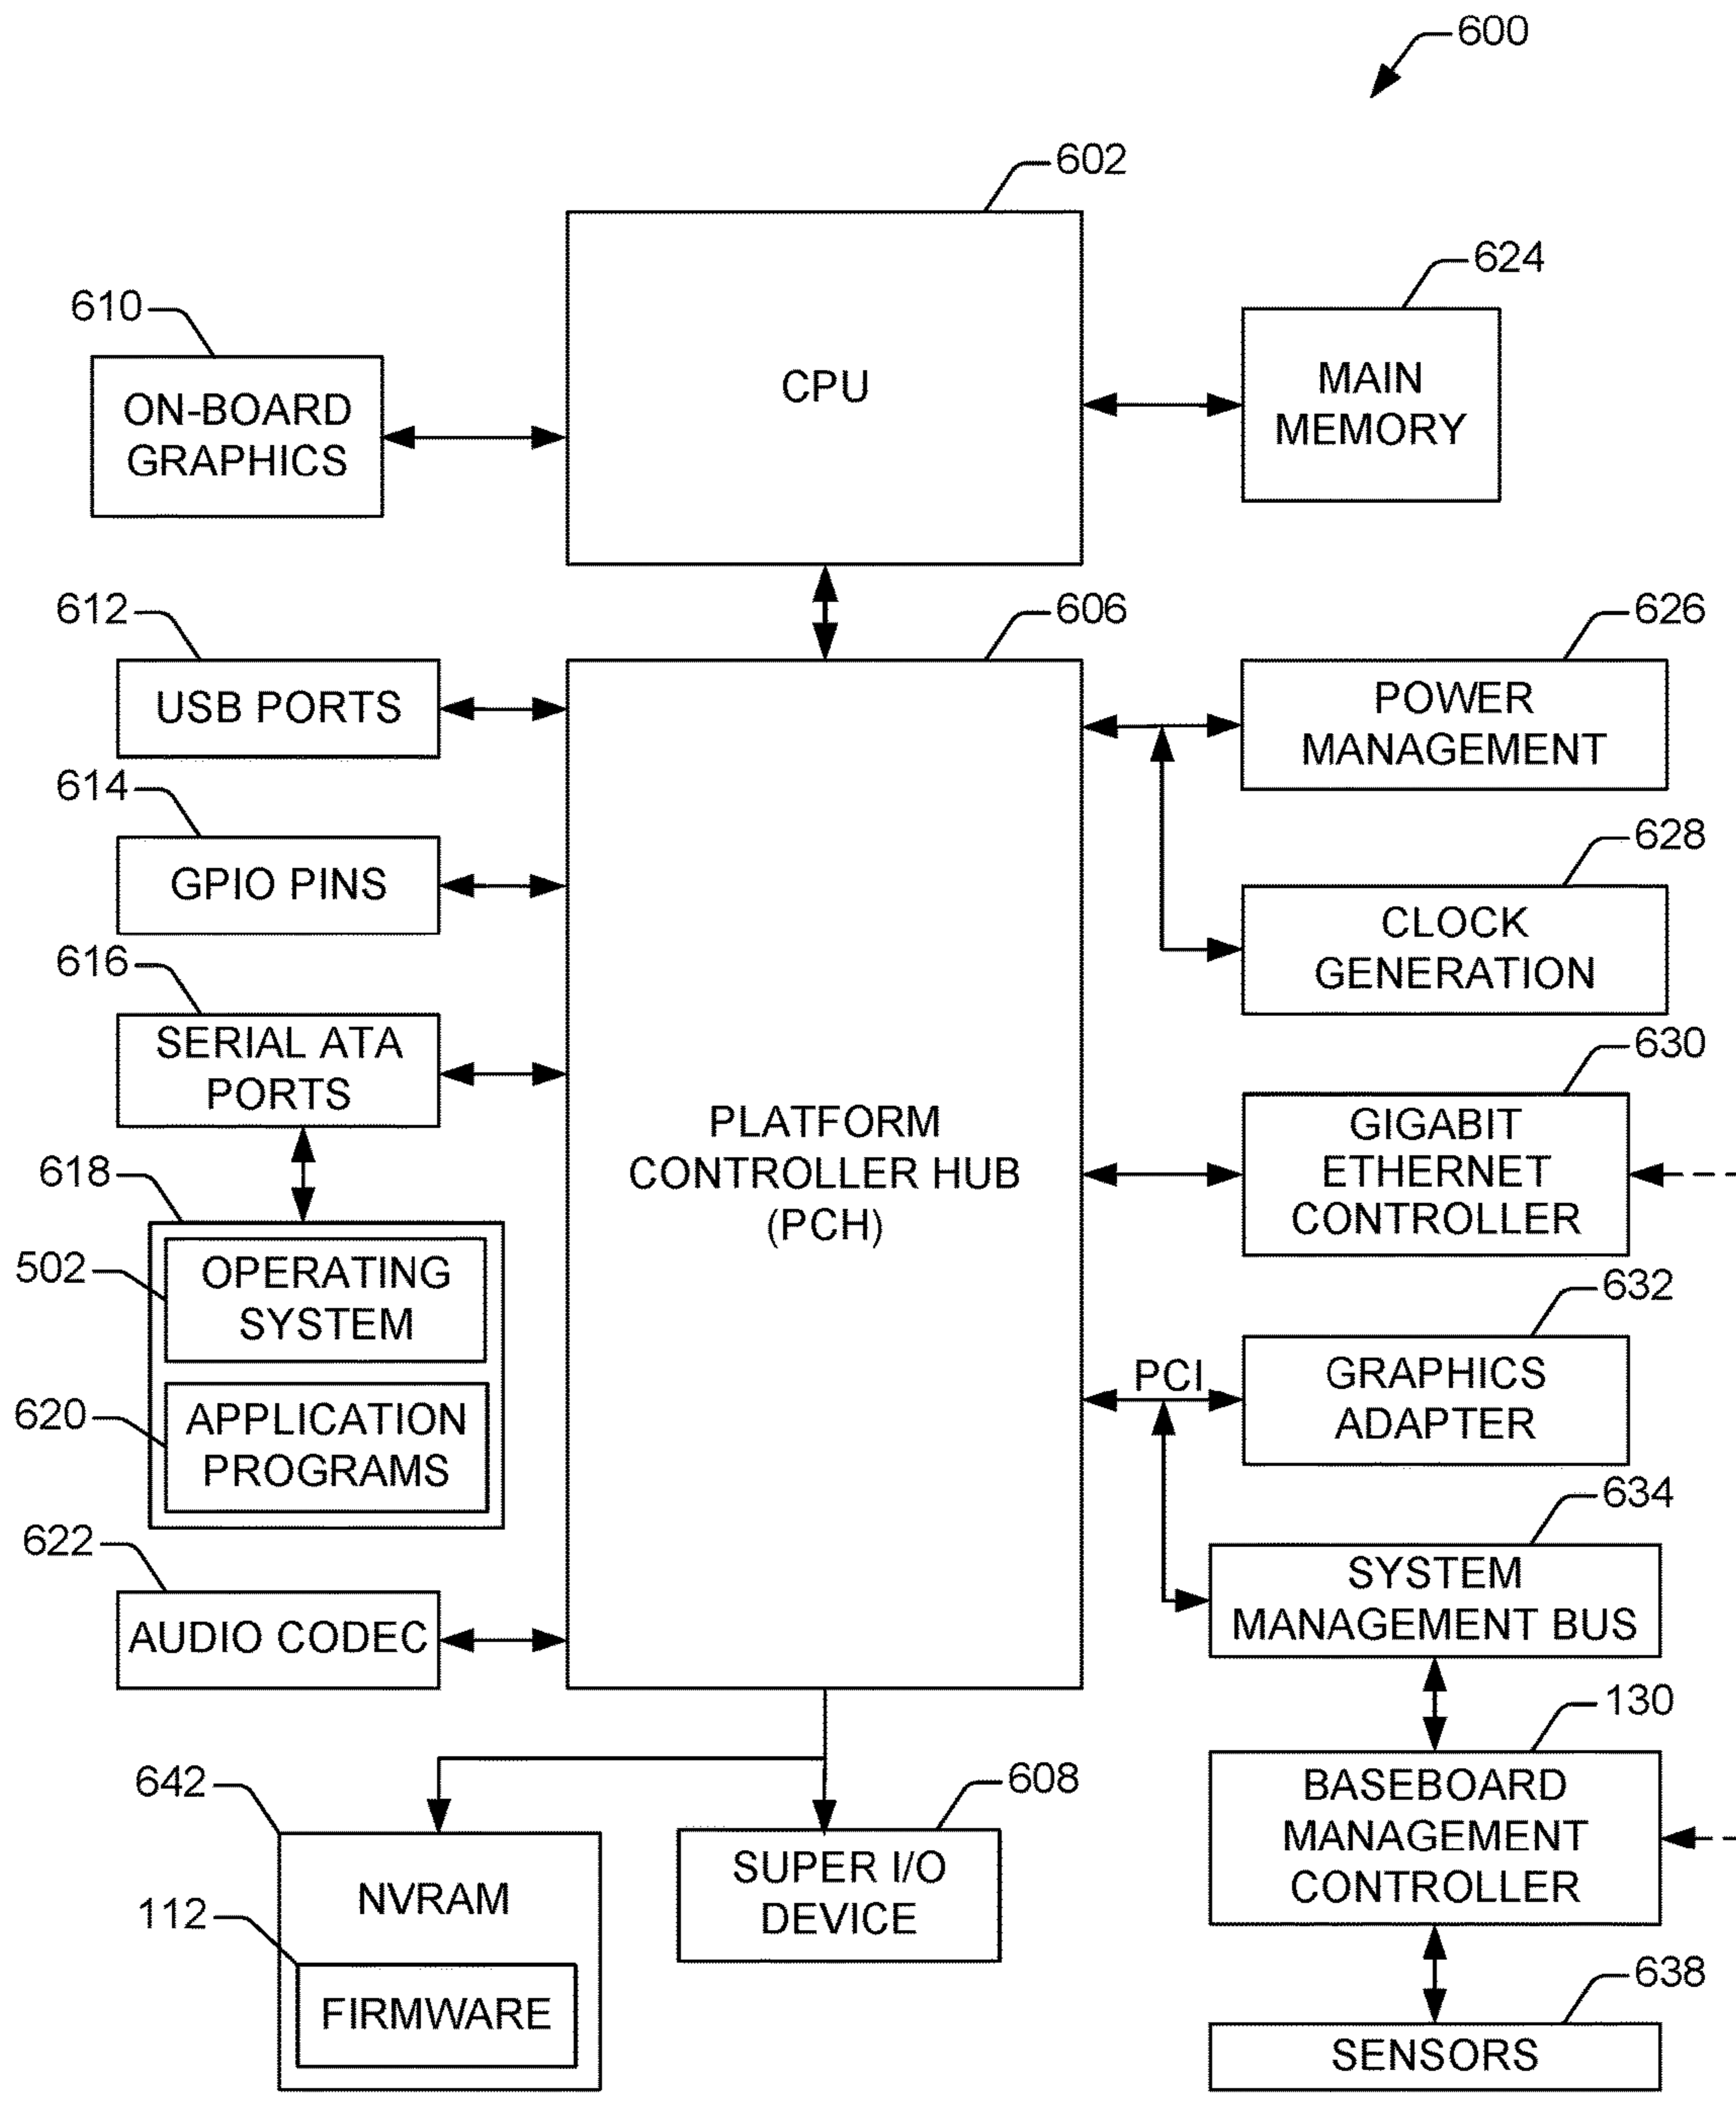 600
602
CPU
624
MAIN
MEMORY
610
ON-BOARD
GRAPHICS
612
USB PORTS
614
GPIO PINS
616
SERIAL ATA
PORTS
618
502
OPERATING
SYSTEM
620
APPLICATION
PROGRAMS
622
AUDIO CODEC
606
PLATFORM
CONTROLLER HUB
(PCH)
626
POWER
MANAGEMENT
628
CLOCK
GENERATION
630
GIGABIT
ETHERNET
CONTROLLER
632
PCI
GRAPHICS
ADAPTER
634
SYSTEM
MANAGEMENT BUS
130
BASEBOARD
MANAGEMENT
CONTROLLER
638
SENSORS
642
NVRAM
112
FIRMWARE
608
SUPER I/O
DEVICE